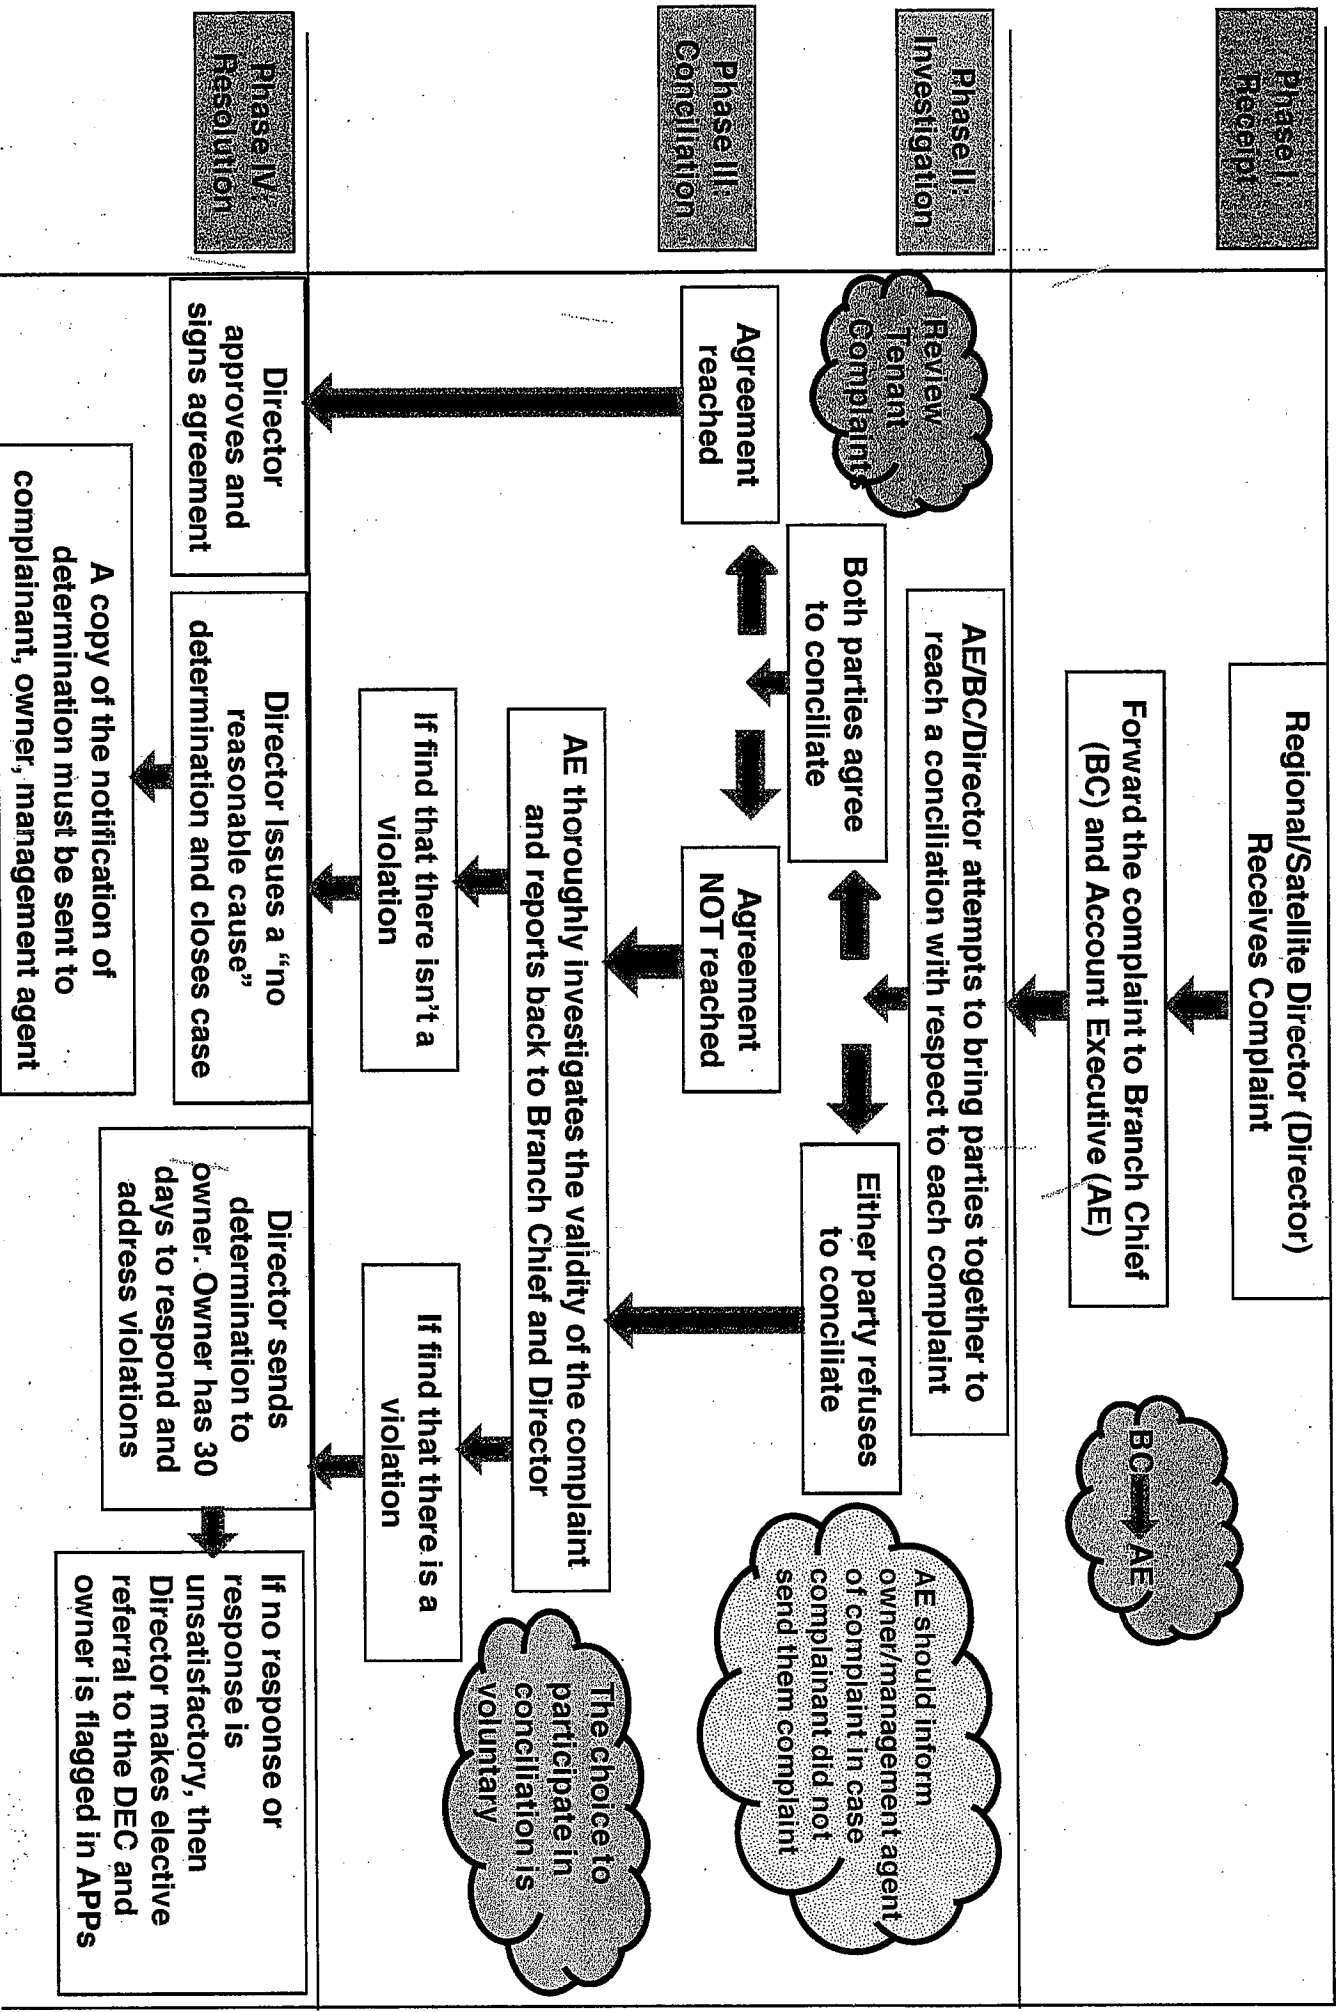 Phase I:
Receipt
Regional/Satellite Director (Director)
Receives Complaint
Forward the complaint to Branch Chief
(BC) and Account Executive (AE)
BC
AE
Phase II:
Investigation
Review
Tenant
Complaints
AE/BC/Director attempts to bring parties together to
reach a conciliation with respect to each complaint
AE should inform
owner/management agent
of complaint in case
complainant did not
send them complaint
Both parties agree
to conciliate
Either party refuses
to conciliate
Phase III:
Conciliation
Agreement
reached
Agreement
NOT reached
The choice to
participate in
conciliation is
voluntary
AE thoroughly investigates the validity of the complaint
and reports back to Branch Chief and Director
If find that there isn't a
violation
If find that there is a
violation
Phase IV:
Resolution
Director
approves and
signs agreement
Director Issues a “no
reasonable cause”
determination and closes case
Director sends
determination to
owner. Owner has 30
days to respond and
address violations
If no response or
response is
unsatisfactory, then
Director makes elective
referral to the DEC and
owner is flagged in APPs
A copy of the notification of
determination must be sent to
complainant, owner, management agent